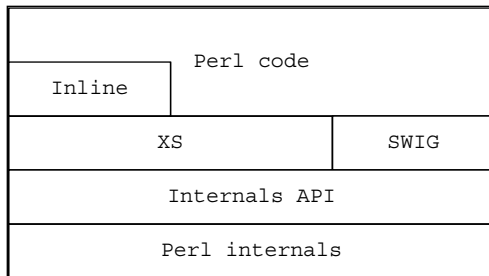 Perl code
Inline
XS
SWIG
Internals API
Perl internals